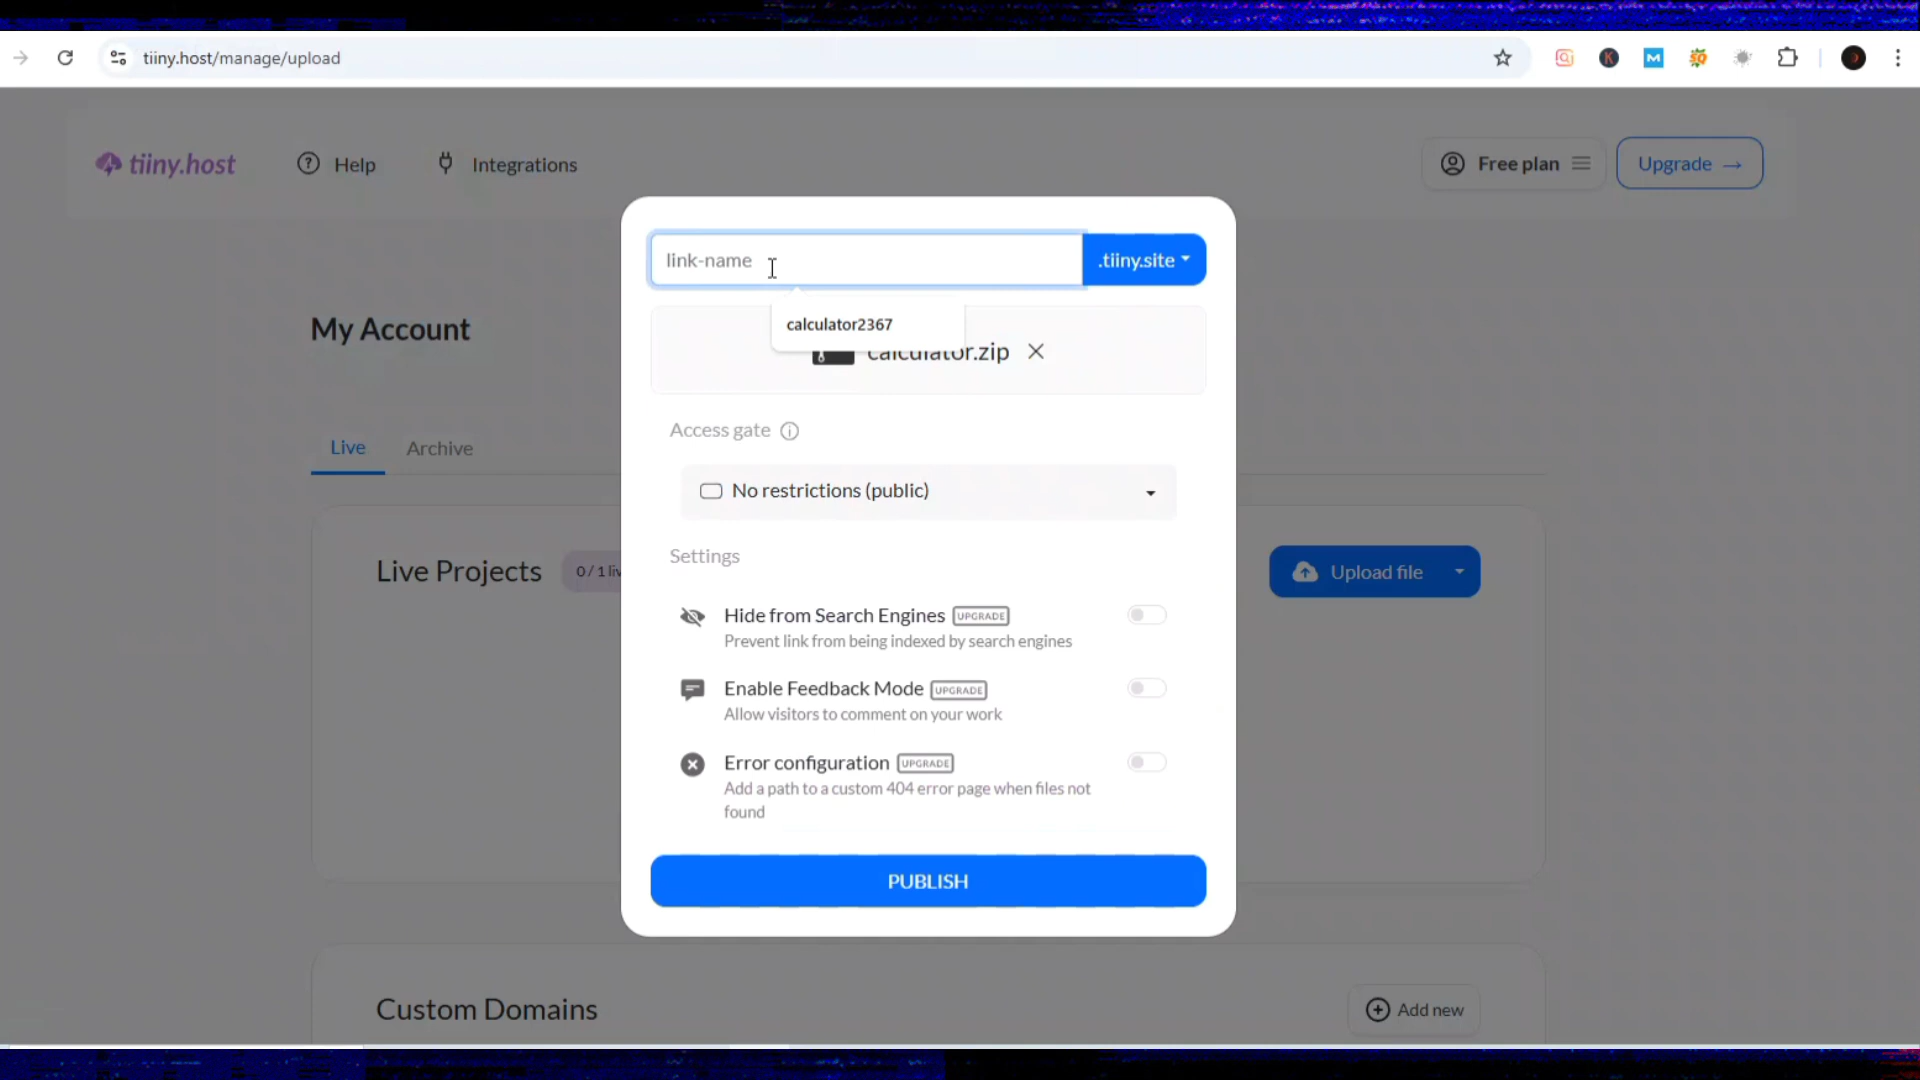 tiiny.host/manage/upload
tiiny.host
Help
Integrations
Free plan
Upgrade →
link-name
.tiiny.site
calculator2367
calculator.zip
My Account
Access gate
Live
Archive
No restrictions (public)
Settings
Live Projects
0 / 1 liv
Upload file
Hide from Search Engines UPGRADE
Prevent link from being indexed by search engines
Enable Feedback Mode UPGRADE
Allow visitors to comment on your work
Error configuration UPGRADE
Add a path to a custom 404 error page when files not
found
PUBLISH
Custom Domains
Add new